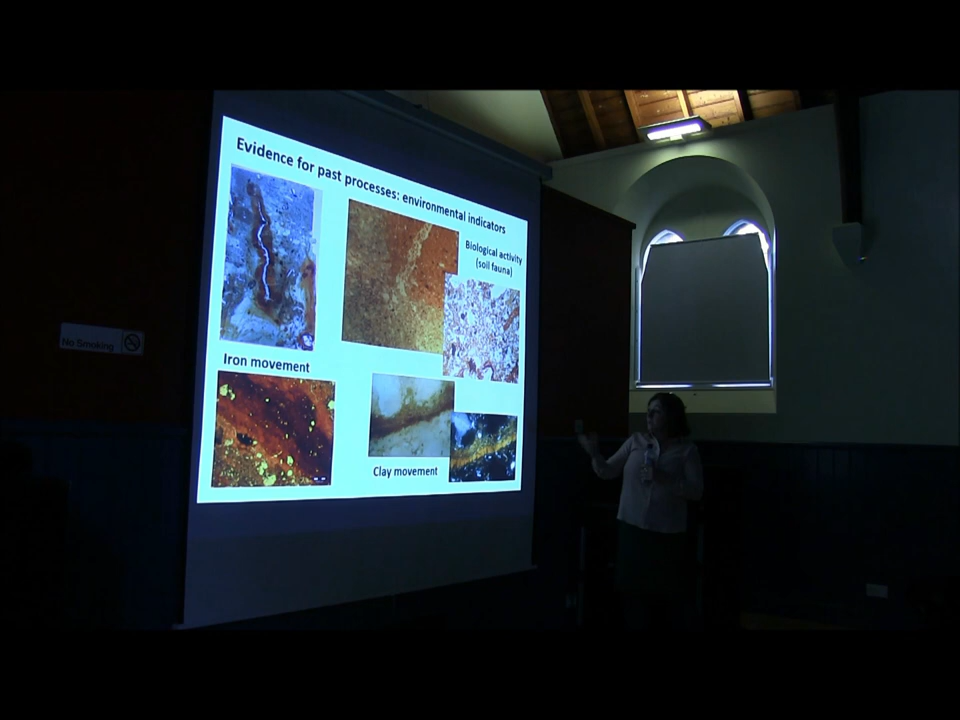 Evidence for past processes: environmental indicators
Biological activity
(soil fauna)
Iron movement
Clay movement
No Smoking